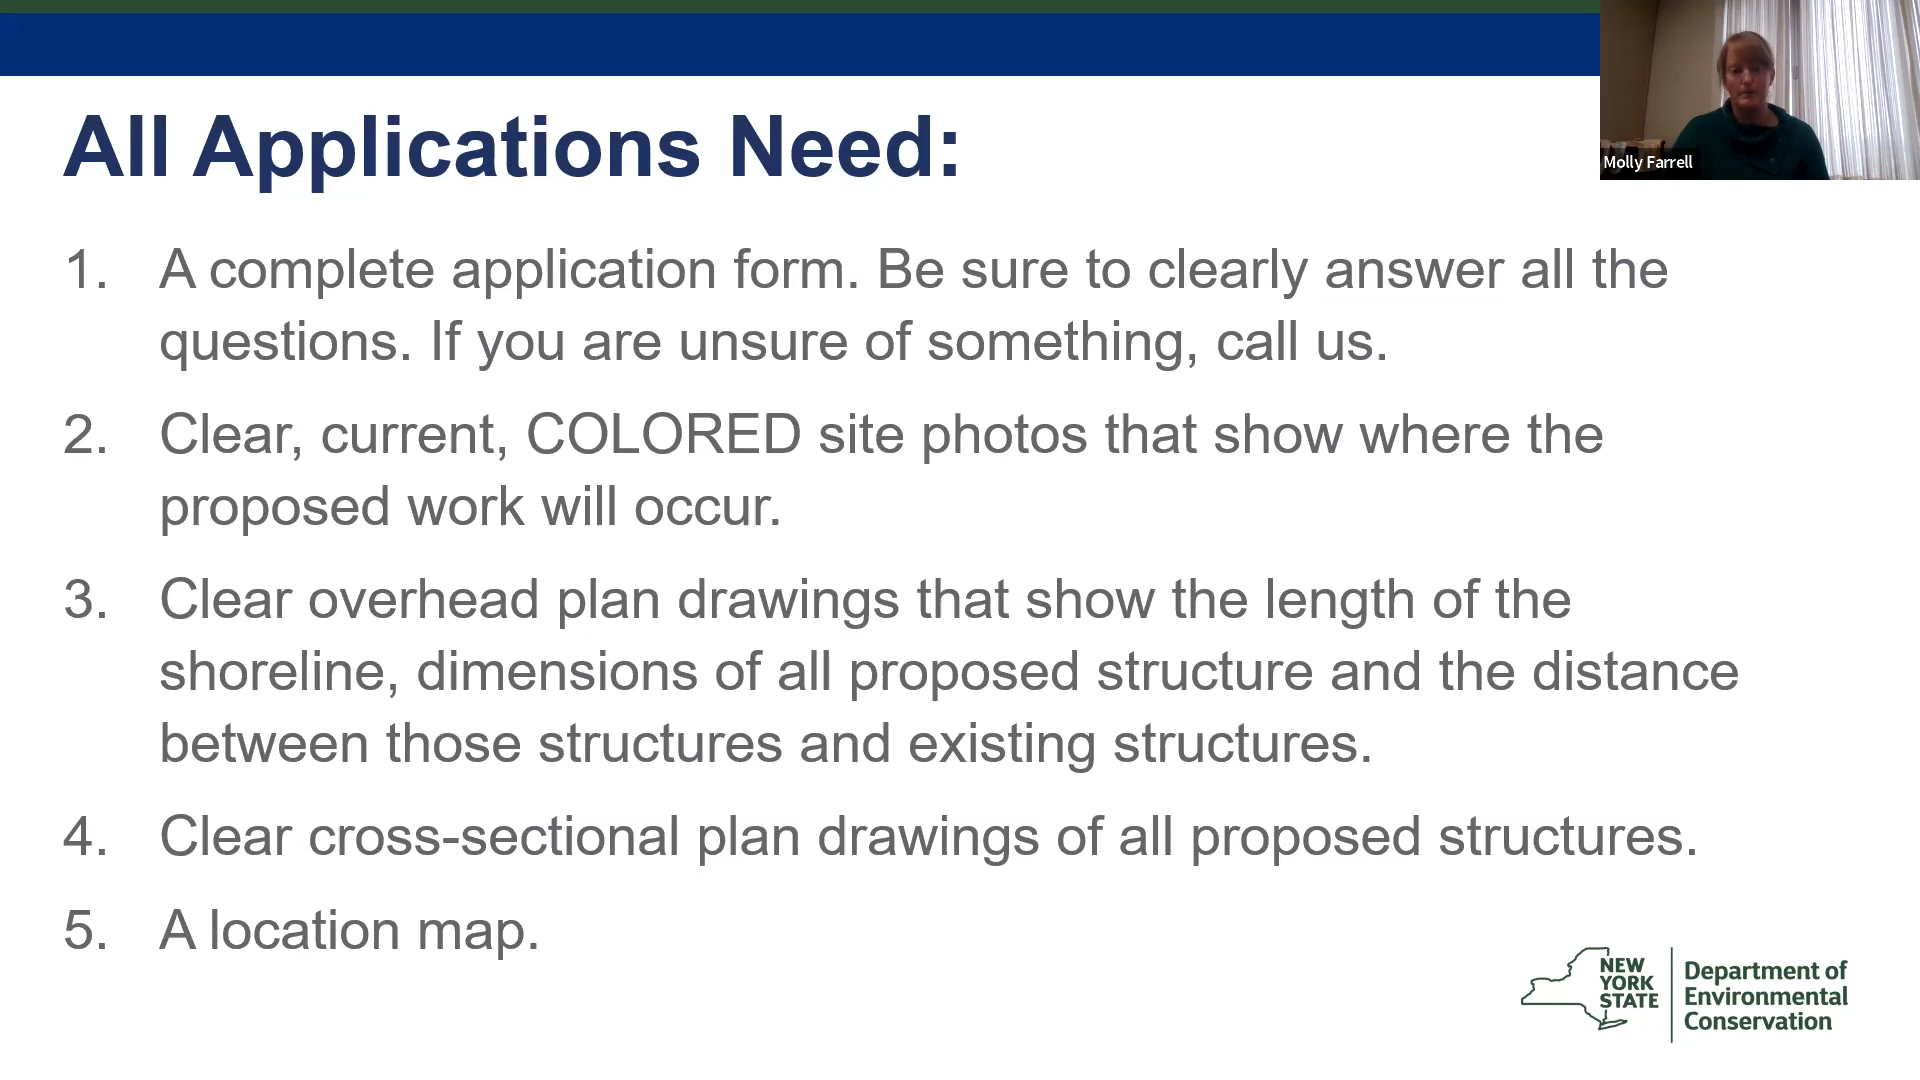 All Applications Need:
Molly Farrell
1. A complete application form. Be sure to clearly answer all the
questions. If you are unsure of something, call us.
2. Clear, current, COLORED site photos that show where the
proposed work will occur.
3. Clear overhead plan drawings that show the length of the
shoreline, dimensions of all proposed structure and the distance
between those structures and existing structures.
4. Clear cross-sectional plan drawings of all proposed structures.
5. A location map.
NEW
YORK
STATE
Department of
Environmental
Conservation